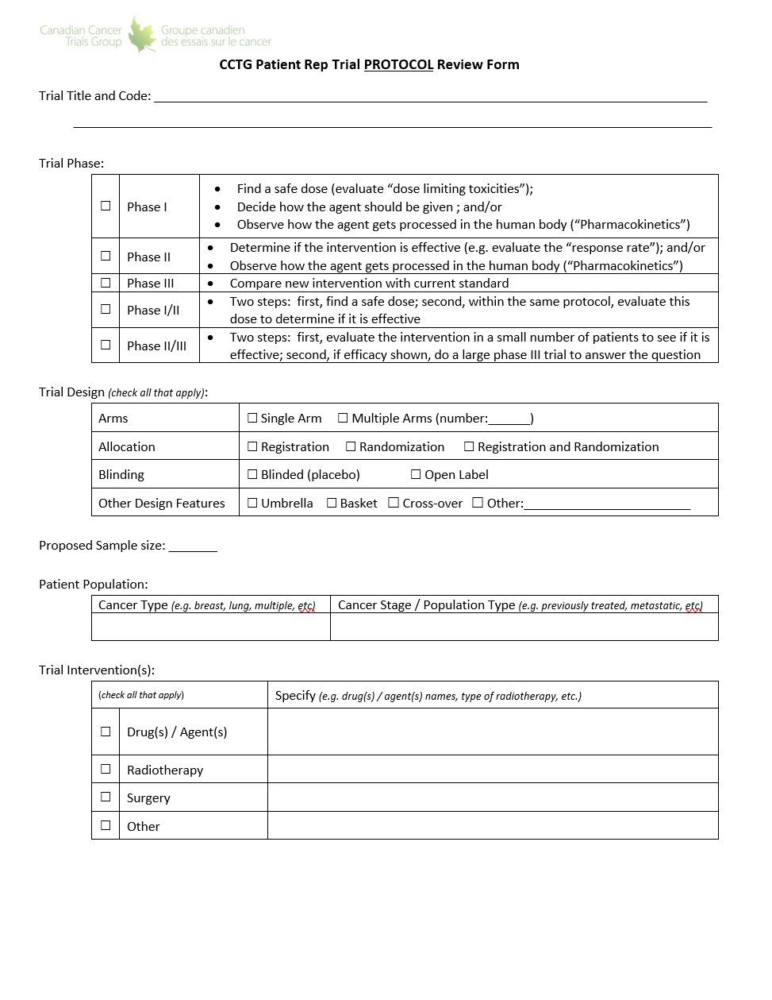 Canadian Cancer Groupe canadien
Trials Group des essais sur le cancer
CCTG Patient Rep Trial PROTOCOL Review Form
Trial Title and Code: ____________________
____________________
Trial Phase:
☐ Phase I
• Find a safe dose (evaluate “dose limiting toxicities”);
• Decide how the agent should be given ; and/or
• Observe how the agent gets processed in the human body (“Pharmacokinetics”)
☐ Phase II
• Determine if the intervention is effective (e.g. evaluate the “response rate”); and/or
• Observe how the agent gets processed in the human body (“Pharmacokinetics”)
☐ Phase III • Compare new intervention with current standard
☐ Phase I/II
• Two steps: first, find a safe dose; second, within the same protocol, evaluate this
dose to determine if it is effective
☐ Phase II/III
• Two steps: first, evaluate the intervention in a small number of patients to see if it is
effective; second, if efficacy shown, do a large phase III trial to answer the question
Trial Design (check all that apply):
Arms ☐ Single Arm ☐ Multiple Arms (number:______)
Allocation ☐ Registration ☐ Randomization ☐ Registration and Randomization
Blinding ☐ Blinded (placebo) ☐ Open Label
Other Design Features ☐ Umbrella ☐ Basket ☐ Cross-over ☐ Other:____________________
Proposed Sample size: _______
Patient Population:
Cancer Type (e.g. breast, lung, multiple, etc) Cancer Stage / Population Type (e.g. previously treated, metastatic, etc)
Trial Intervention(s):
(check all that apply) Specify (e.g. drug(s) / agent(s) names, type of radiotherapy, etc.)
☐ Drug(s) / Agent(s)
☐ Radiotherapy
☐ Surgery
☐ Other